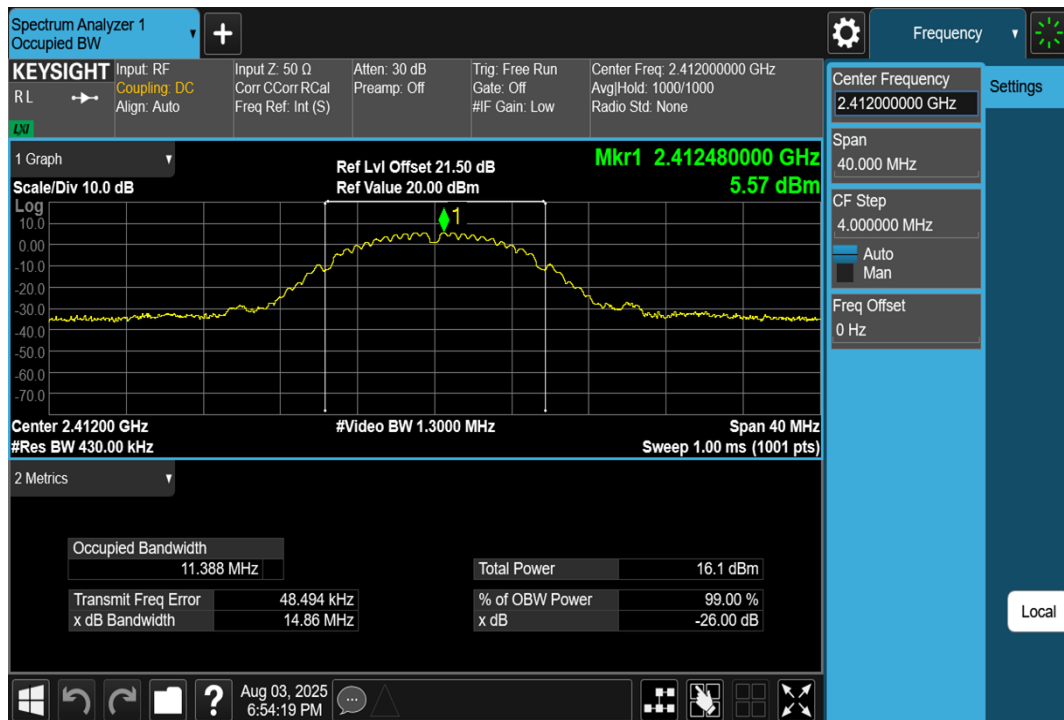 Spectrum Analyzer 1
Occupied BW
+
Frequency
KEYSIGHT
RL
LXI
Input: RF
Coupling: DC
Align: Auto
Input Z: 50 Ω
Corr CCorr RCal
Freq Ref: Int (S)
Atten: 30 dB
Preamp: Off
Trig: Free Run
Gate: Off
#IF Gain: Low
Center Freq: 2.412000000 GHz
Avg|Hold: 1000/1000
Radio Std: None
Center Frequency
2.412000000 GHz
Settings
Span
40.000 MHz
CF Step
4.000000 MHz
Auto
Man
Freq Offset
0 Hz
Local
1 Graph
Scale/Div 10.0 dB
Ref Lvl Offset 21.50 dB
Ref Value 20.00 dBm
Mkr1 2.412480000 GHz
5.57 dBm
Log
1
10.0
0.00
-10.0
-20.0
-30.0
-40.0
-50.0
-60.0
-70.0
Center 2.41200 GHz
#Res BW 430.00 kHz
#Video BW 1.3000 MHz
Span 40 MHz
Sweep 1.00 ms (1001 pts)
2 Metrics
Occupied Bandwidth
11.388 MHz
Total Power 16.1 dBm
Transmit Freq Error 48.494 kHz
% of OBW Power 99.00 %
x dB Bandwidth 14.86 MHz
x dB -26.00 dB
?
Aug 03, 2025
6:54:19 PM